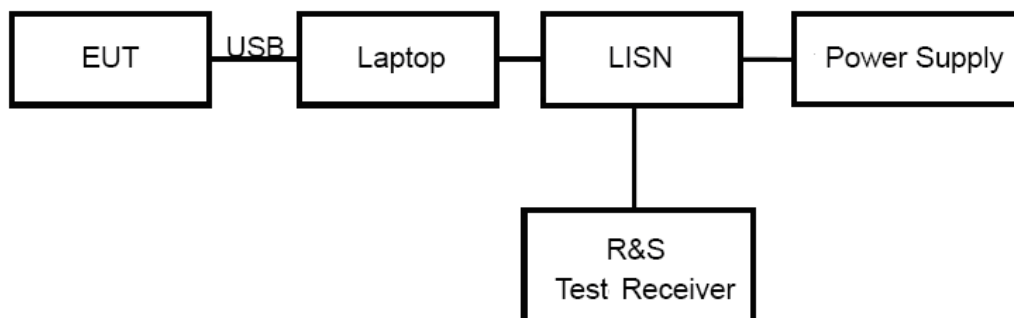 EUT
USB
Laptop
LISN
Power Supply
R&S
Test Receiver